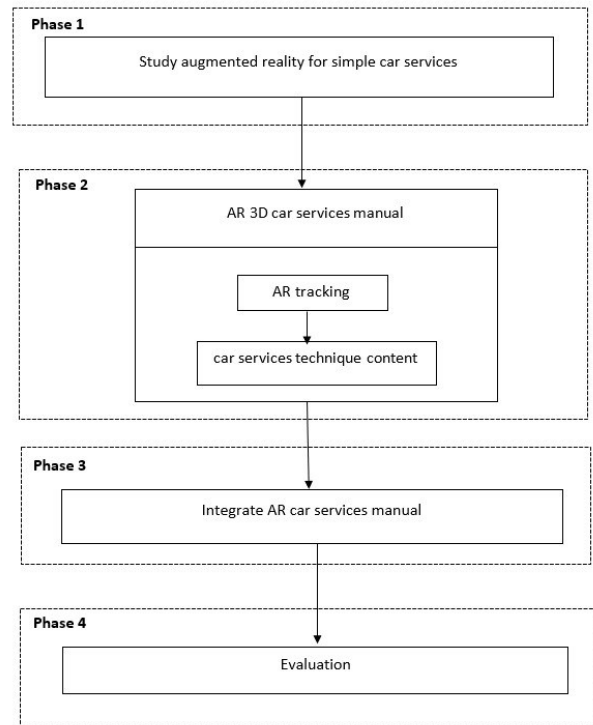 Phase 1
Study augmented reality for simple car services
Phase 2
AR 3D car services manual
AR tracking
car services technique content
Phase 3
Integrate AR car services manual
Phase 4
Evaluation